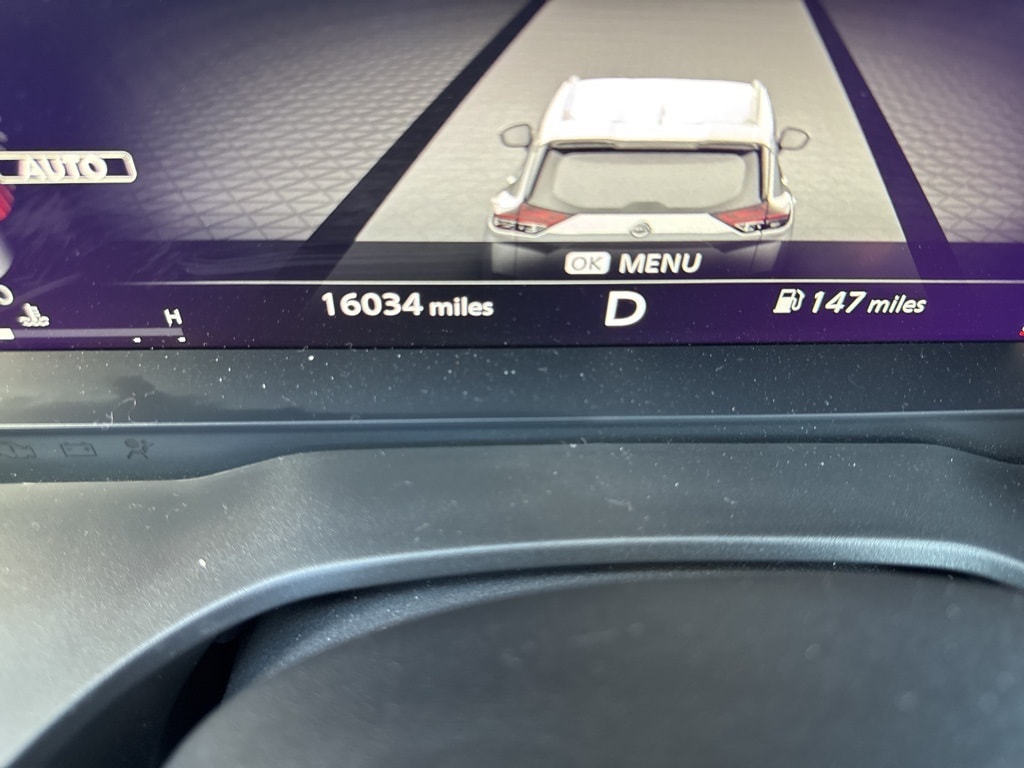 AUTO
OK MENU
16034 miles D 147 miles
H